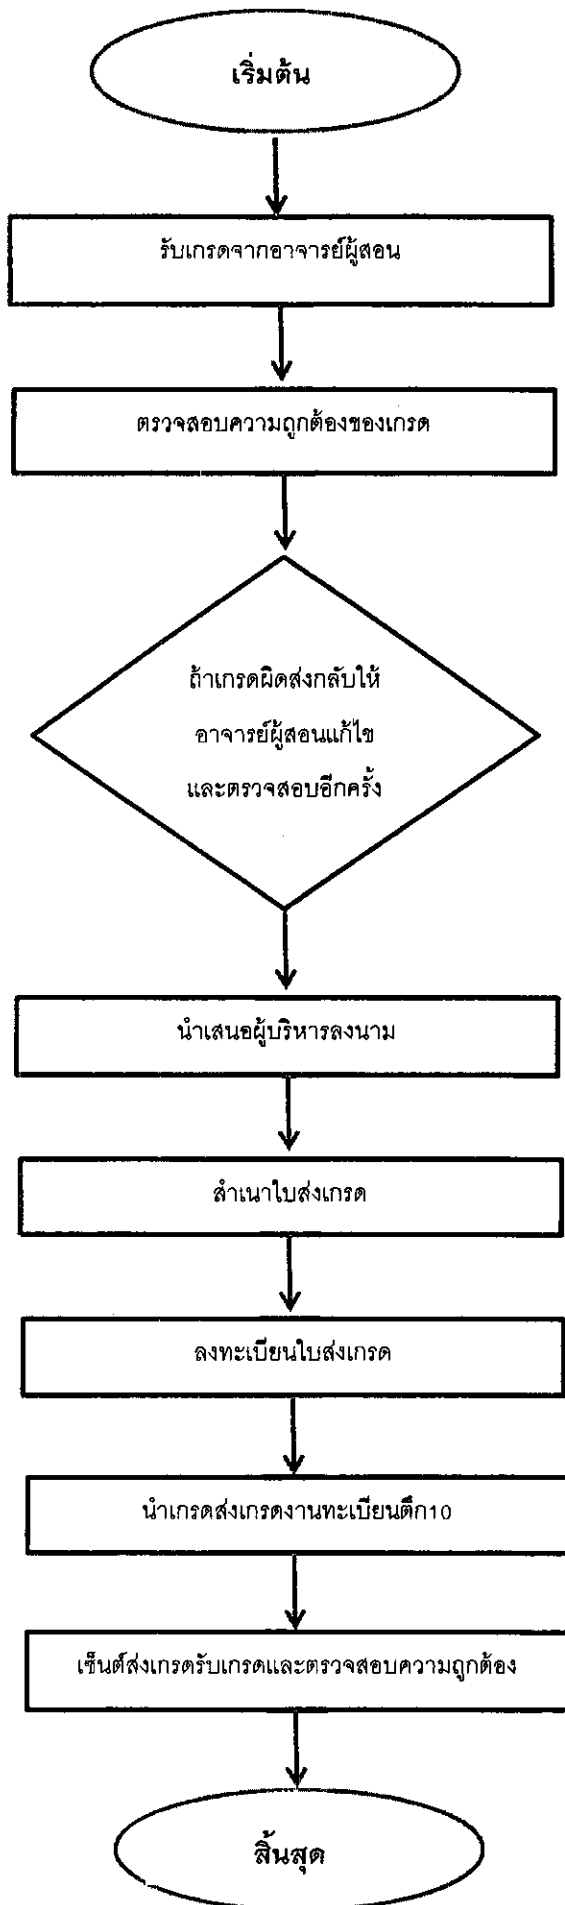 เริ่มต้น
รับเกรดจากอาจารย์ผู้สอน
ตรวจสอบความถูกต้องของเกรด
ถ้าเกรดผิดส่งกลับให้
อาจารย์ผู้สอนแก้ไข
และตรวจสอบอีกครั้ง
นำเสนอผู้บริหารลงนาม
สำเนาใบส่งเกรด
ลงทะเบียนใบส่งเกรด
นำเกรดส่งเกรดงานทะเบียนตึก10
เซ็นต์ส่งเกรดรับเกรดและตรวจสอบความถูกต้อง
สิ้นสุด